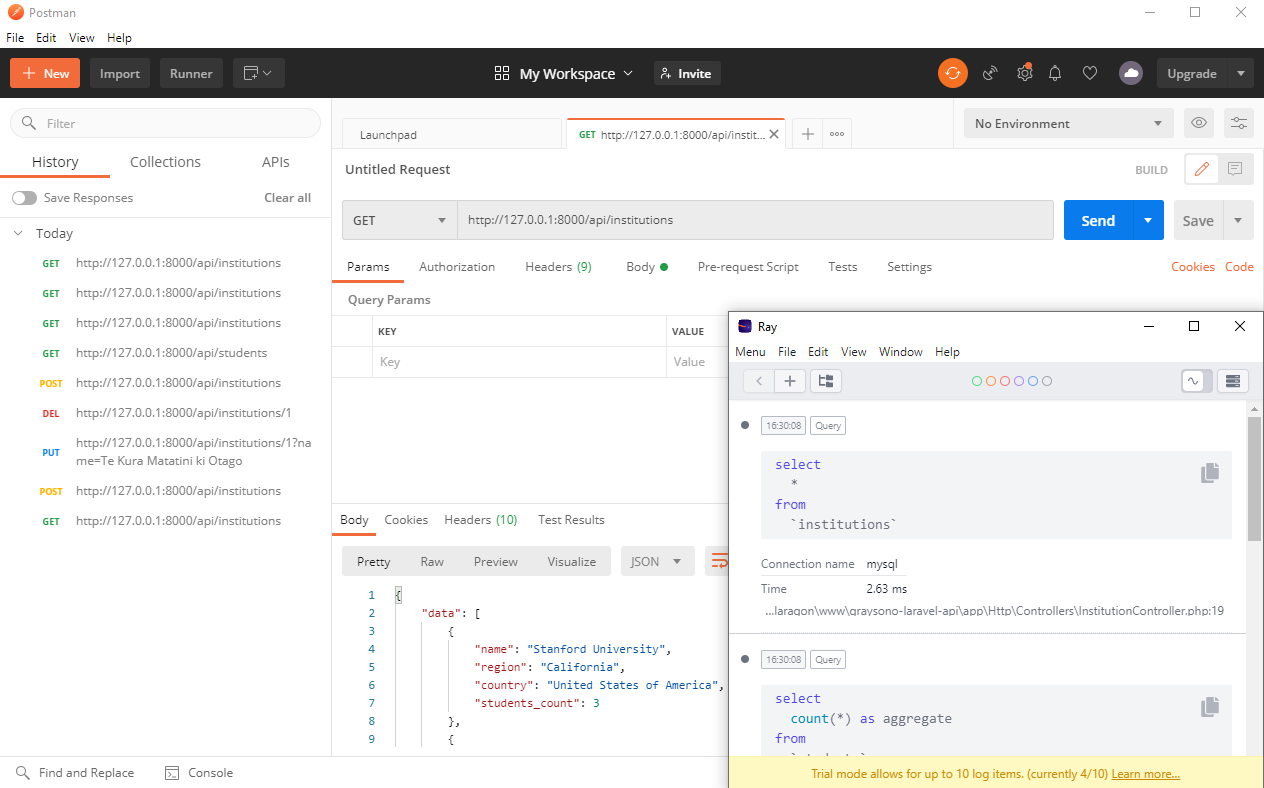 Postman
File Edit View Help
New Import Runner My Workspace Invite Upgrade
Filter
History Collections APIs
Save Responses Clear all
Today
GET http://127.0.0.1:8000/api/institutions
GET http://127.0.0.1:8000/api/institutions
GET http://127.0.0.1:8000/api/institutions
GET http://127.0.0.1:8000/api/students
POST http://127.0.0.1:8000/api/institutions
DEL http://127.0.0.1:8000/api/institutions/1
PUT http://127.0.0.1:8000/api/institutions/1?na
me=Te Kura Matatini ki Otago
POST http://127.0.0.1:8000/api/institutions
GET http://127.0.0.1:8000/api/institutions
Find and Replace Console
Launchpad GET http://127.0.0.1:8000/api/instit... No Environment
Untitled Request BUILD
GET http://127.0.0.1:8000/api/institutions Send Save
Params Authorization Headers (9) Body Pre-request Script Tests Settings Cookies Code
Query Params
KEY VALUE
Key Value
Body Cookies Headers (10) Test Results
Pretty Raw Preview Visualize JSON
1 {
2 "data": [
3 {
4 "name": "Stanford University",
5 "region": "California",
6 "country": "United States of America",
7 "students_count": 3
8 },
9 {
Ray
Menu File Edit View Window Help
16:30:08 Query
select
*
from
`institutions`
Connection name mysql
Time 2.63 ms
...laragon\www\graysono-laravel-api\app\Http\Controllers\InstitutionController.php:19
16:30:08 Query
select
count(*) as aggregate
from
Trial mode allows for up to 10 log items. (currently 4/10) Learn more...